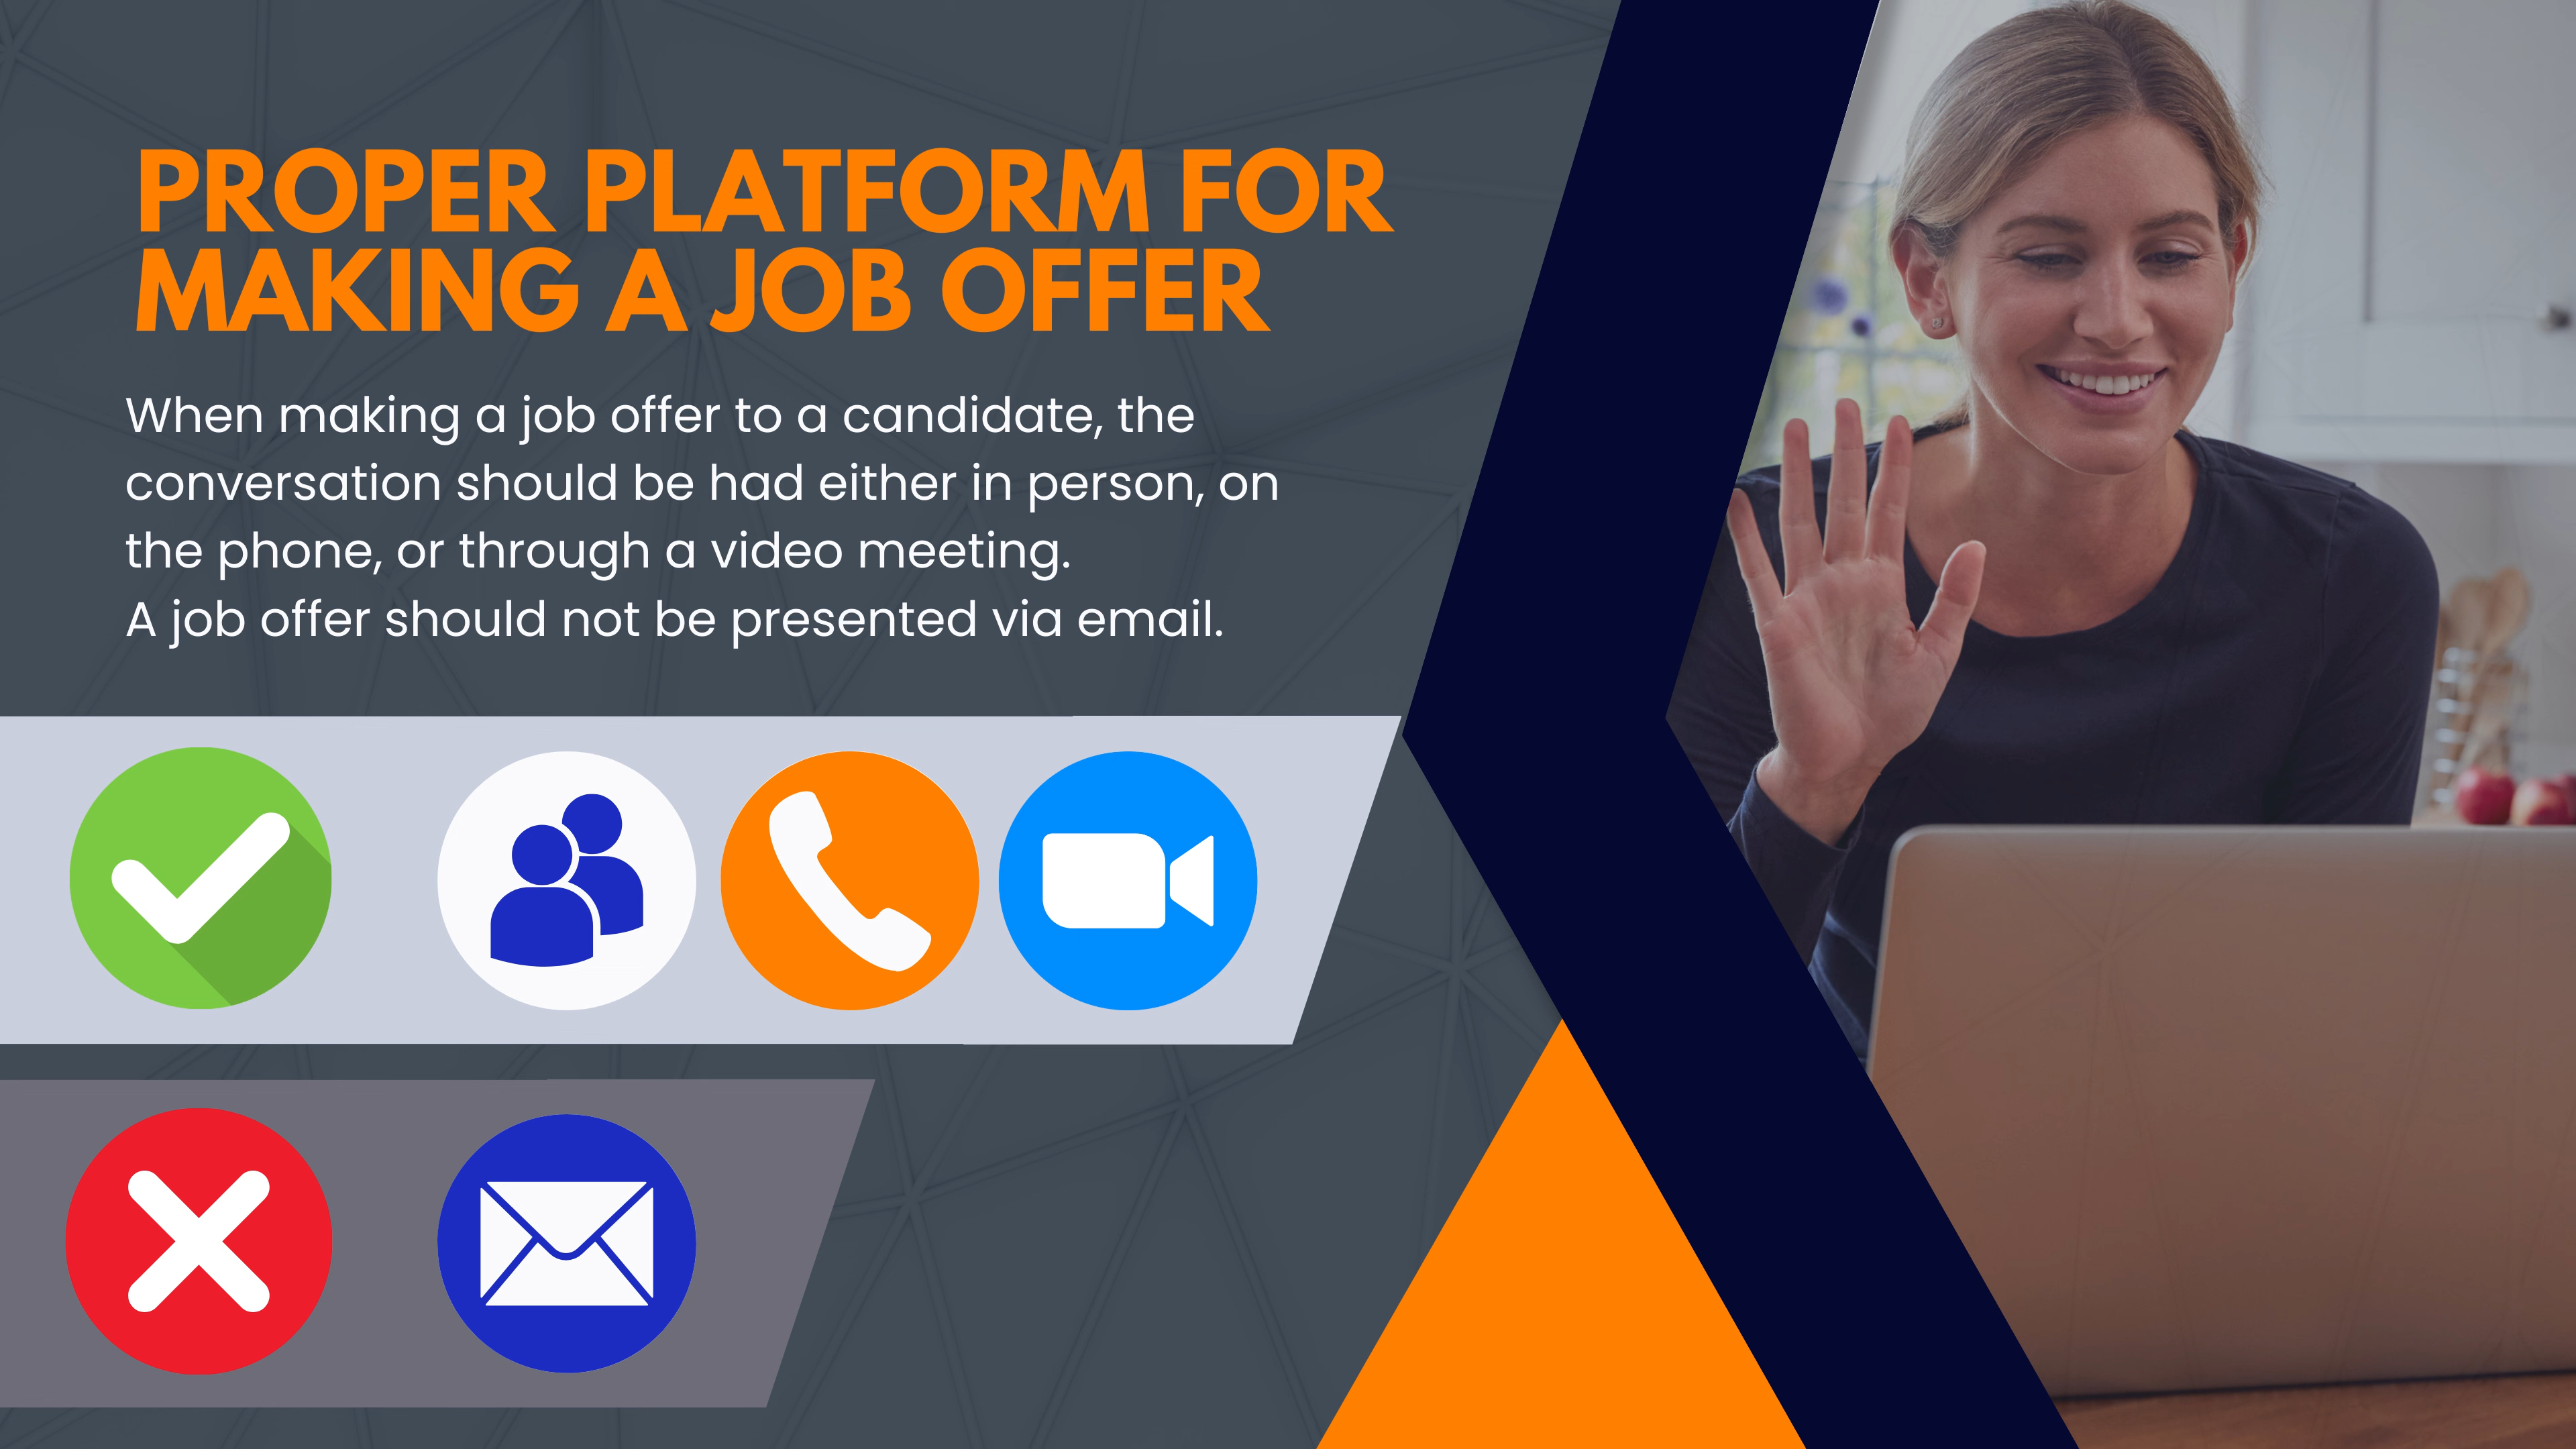 PROPER PLATFORM FOR
MAKING A JOB OFFER
When making a job offer to a candidate, the
conversation should be had either in person, on
the phone, or through a video meeting.
A job offer should not be presented via email.